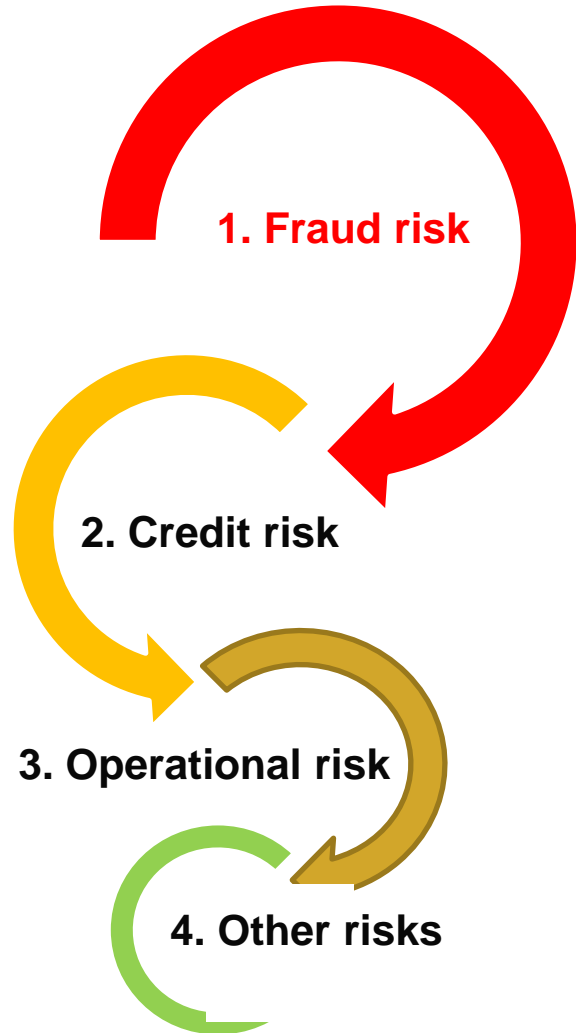 1. Fraud risk
2. Credit risk
3. Operational risk
4. Other risks